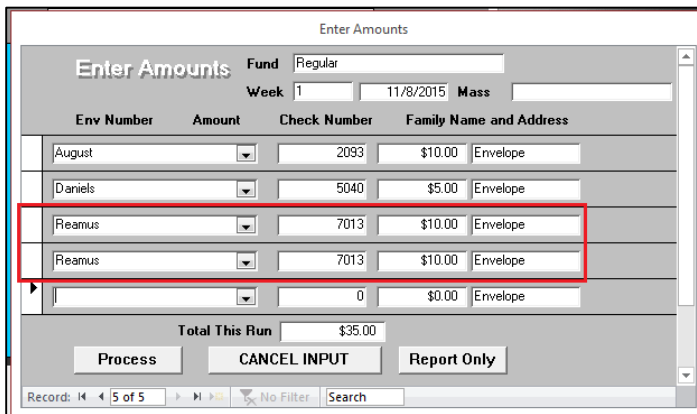 Enter Amounts
Enter Amounts Fund Regular
Week 1 11/8/2015 Mass
Env Number Amount Check Number Family Name and Address
August 2093 $10.00 Envelope
Daniels 5040 $5.00 Envelope
Reamus 7013 $10.00 Envelope
Reamus 7013 $10.00 Envelope
0 $0.00 Envelope
Total This Run $35.00
Process CANCEL INPUT Report Only
Record: 5 of 5 No Filter Search